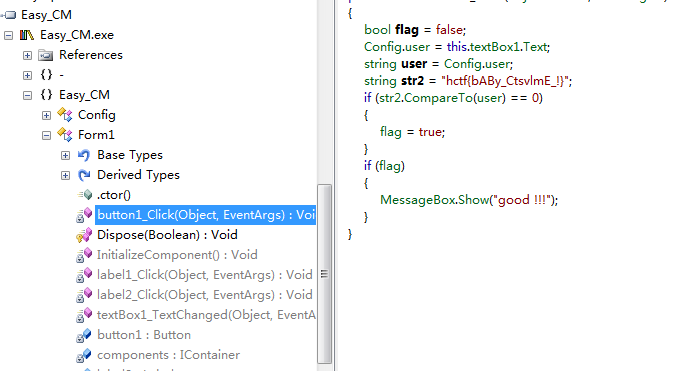 Easy_CM
Easy_CM.exe
References
{} -
{} Easy_CM
Config
Form1
Base Types
Derived Types
.ctor()
button1_Click(Object, EventArgs) : Voi
Dispose(Boolean) : Void
InitializeComponent() : Void
label1_Click(Object, EventArgs) : Void
label2_Click(Object, EventArgs) : Void
textBox1_TextChanged(Object, EventA
button1 : Button
components : IContainer
{
bool flag = false;
Config.user = this.textBox1.Text;
string user = Config.user;
string str2 = "hctf{bABy_CtsvlmE_!}";
if (str2.CompareTo(user) == 0)
{
flag = true;
}
if (flag)
{
MessageBox.Show("good !!!");
}
}